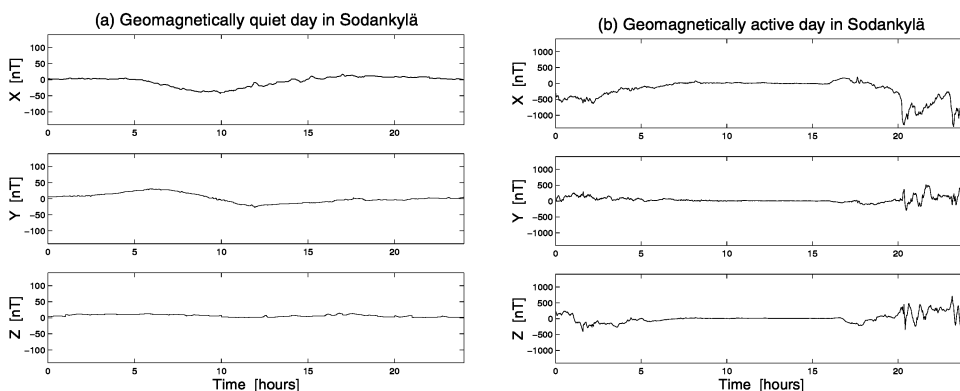 (a) Geomagnetically quiet day in Sodankylä
100
50
0
−50
−100
X [nT]
0 5 10 15 20
100
50
0
−50
−100
Y [nT]
0 5 10 15 20
100
50
0
−50
−100
Z [nT]
0 5 10 15 20
Time [hours]
(b) Geomagnetically active day in Sodankylä
1000
500
0
−500
−1000
X [nT]
0 5 10 15 20
1000
500
0
−500
−1000
Y [nT]
0 5 10 15 20
1000
500
0
−500
−1000
Z [nT]
0 5 10 15 20
Time [hours]